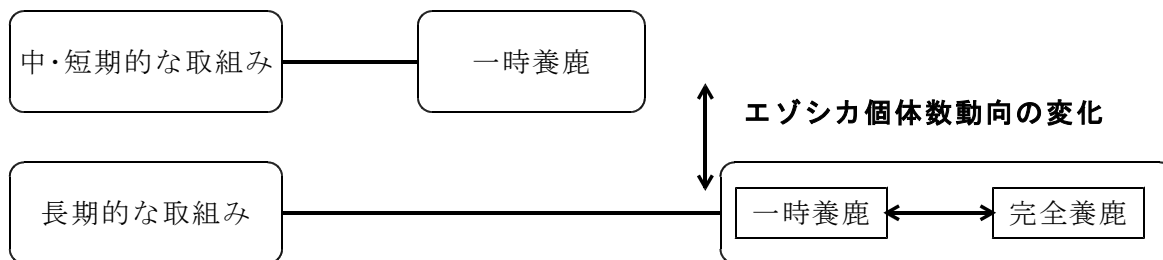 中・短期的な取組み
一時養鹿
エゾシカ個体数動向の変化
長期的な取組み
一時養鹿
完全養鹿